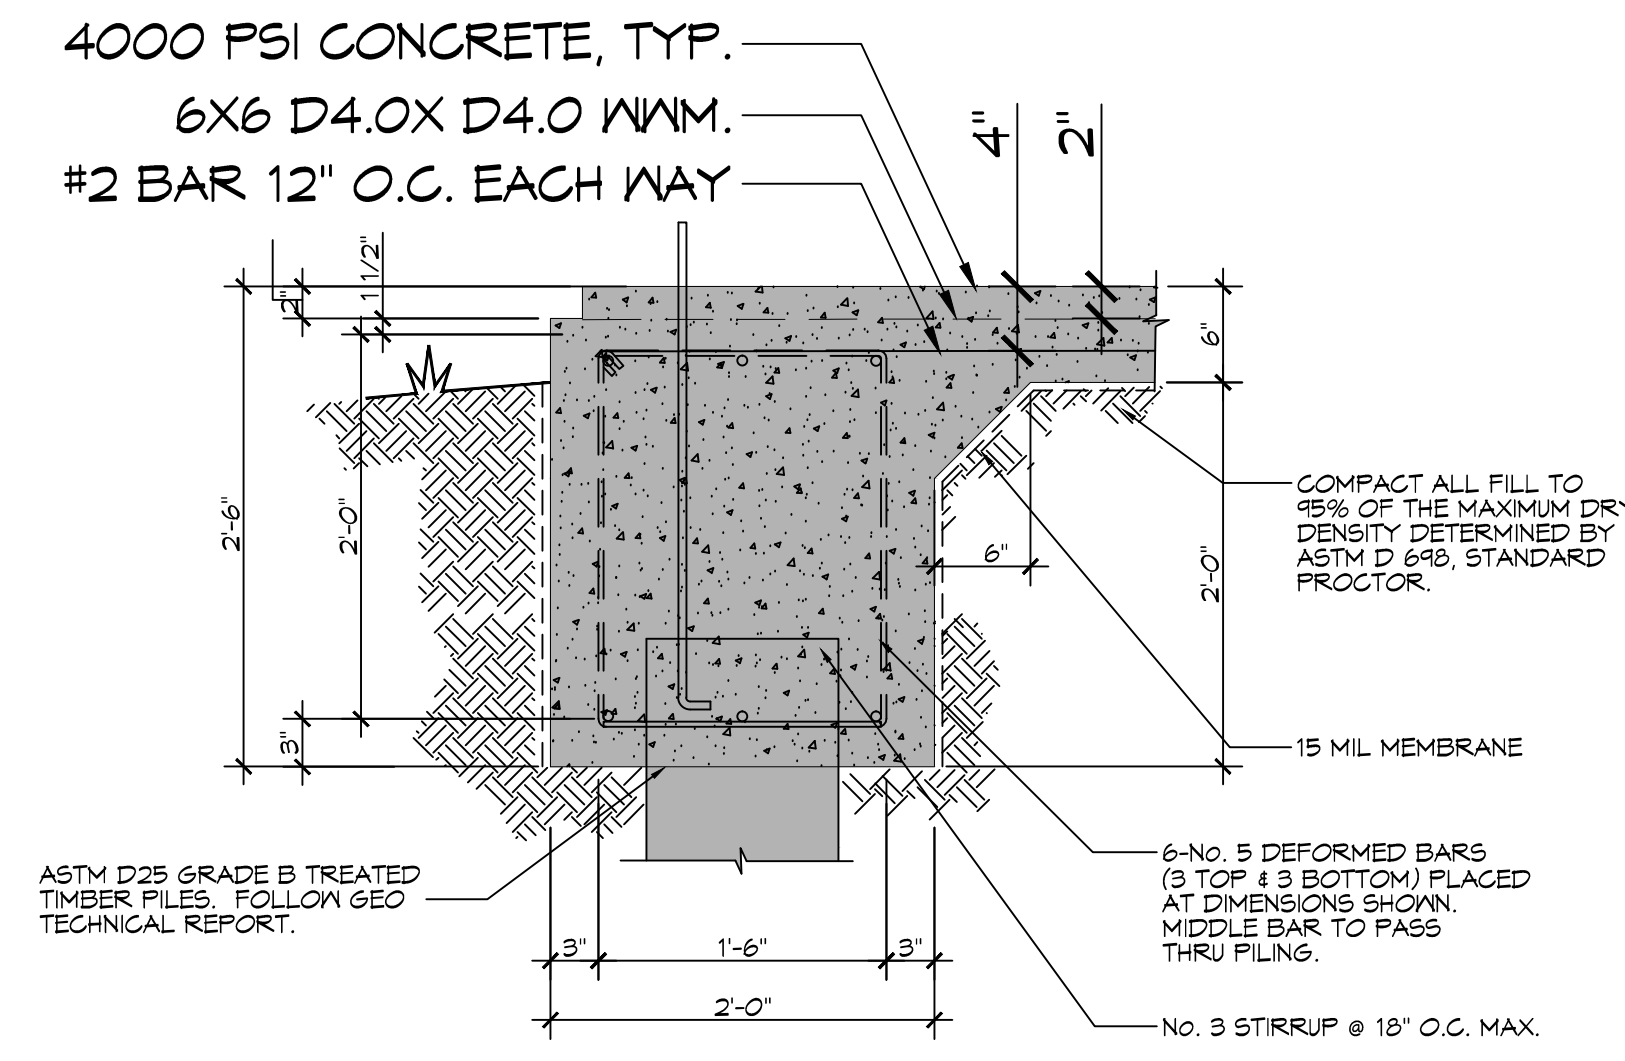 4000 PSI CONCRETE, TYP.
6X6 D4.0X D4.0 WWM.
#2 BAR 12" O.C. EACH WAY
4"
2"
1 1/2"
2"
6"
2'-6"
2'-0"
6"
2'-0"
3"
COMPACT ALL FILL TO
95% OF THE MAXIMUM DRY
DENSITY DETERMINED BY
ASTM D 698, STANDARD
PROCTOR.
15 MIL MEMBRANE
6-No. 5 DEFORMED BARS
(3 TOP & 3 BOTTOM) PLACED
AT DIMENSIONS SHOWN.
MIDDLE BAR TO PASS
THRU PILING.
ASTM D25 GRADE B TREATED
TIMBER PILES. FOLLOW GEO
TECHNICAL REPORT.
3" 1'-6" 3"
2'-0"
No. 3 STIRRUP @ 18" O.C. MAX.